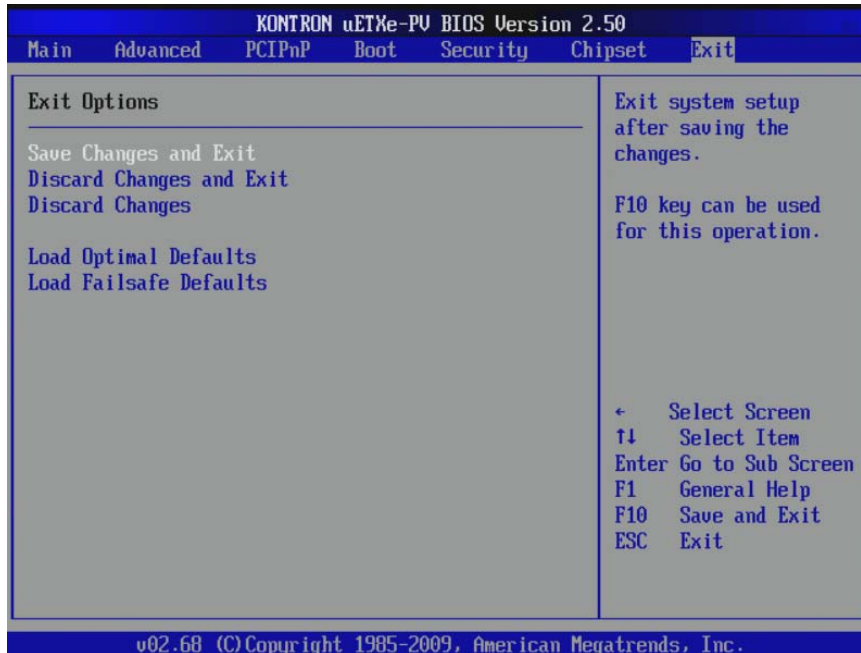 KONTRON uETXe-PV BIOS Version 2.50
Main Advanced PCIPnP Boot Security Chipset Exit
Exit Options
Save Changes and Exit
Discard Changes and Exit
Discard Changes
Load Optimal Defaults
Load Failsafe Defaults
Exit system setup
after saving the
changes.
F10 key can be used
for this operation.
← Select Screen
↑↓ Select Item
Enter Go to Sub Screen
F1 General Help
F10 Save and Exit
ESC Exit
v02.68 (C)Copyright 1985-2009, American Megatrends, Inc.